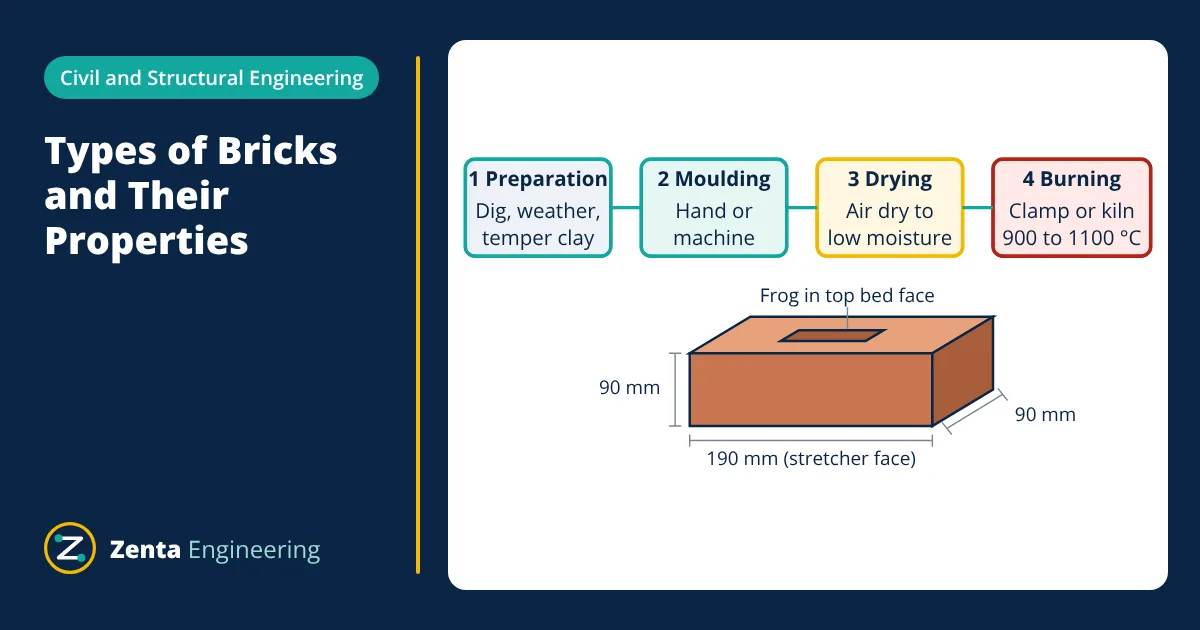 Civil and Structural Engineering
Types of Bricks
and Their
Properties
Zenta Engineering
1 Preparation
Dig, weather,
temper clay
2 Moulding
Hand or
machine
3 Drying
Air dry to
low moisture
4 Burning
Clamp or kiln
900 to 1100 °C
Frog in top bed face
90 mm
90 mm
190 mm (stretcher face)